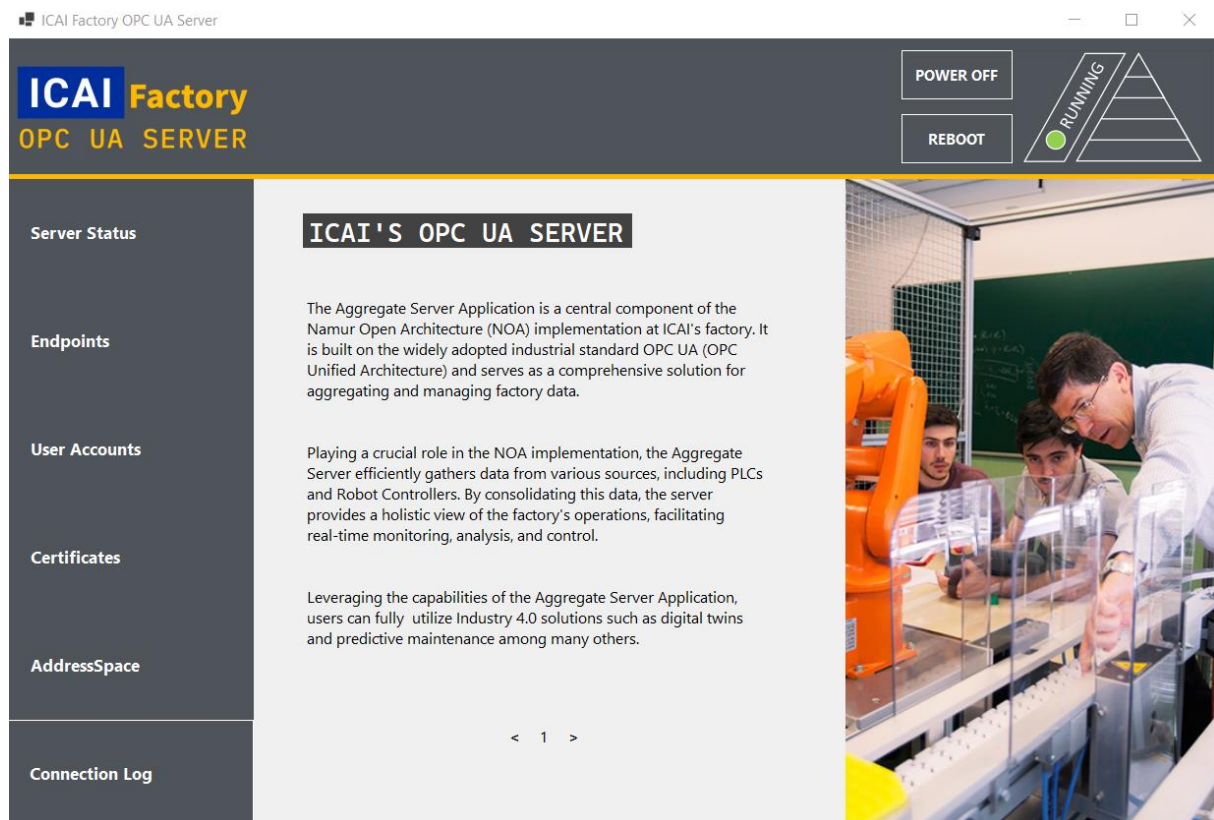 ICAI Factory OPC UA Server
ICAI Factory
OPC UA SERVER
POWER OFF
REBOOT
RUNNING
Server Status
Endpoints
User Accounts
Certificates
AddressSpace
Connection Log
ICAI'S OPC UA SERVER
The Aggregate Server Application is a central component of the
Namur Open Architecture (NOA) implementation at ICAI's factory. It
is built on the widely adopted industrial standard OPC UA (OPC
Unified Architecture) and serves as a comprehensive solution for
aggregating and managing factory data.
Playing a crucial role in the NOA implementation, the Aggregate
Server efficiently gathers data from various sources, including PLCs
and Robot Controllers. By consolidating this data, the server
provides a holistic view of the factory's operations, facilitating
real-time monitoring, analysis, and control.
Leveraging the capabilities of the Aggregate Server Application,
users can fully utilize Industry 4.0 solutions such as digital twins
and predictive maintenance among many others.
< 1 >